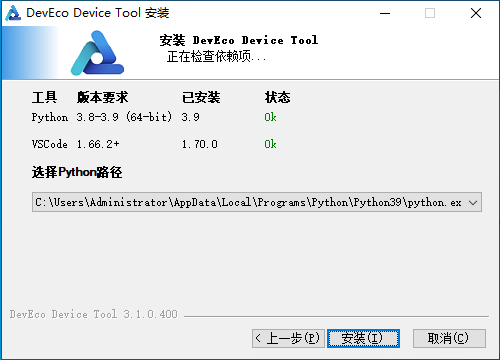 DevEco Device Tool 安装
安装 DevEco Device Tool
正在检查依赖项...
工具 版本要求 已安装 状态
Python 3.8-3.9 (64-bit) 3.9 Ok
VSCode 1.66.2+ 1.70.0 Ok
选择Python路径
C:\Users\Administrator\AppData\Local\Programs\Python\Python39\python.ex
DevEco Device Tool 3.1.0.400
< 上一步(P) 安装(I) 取消(C)